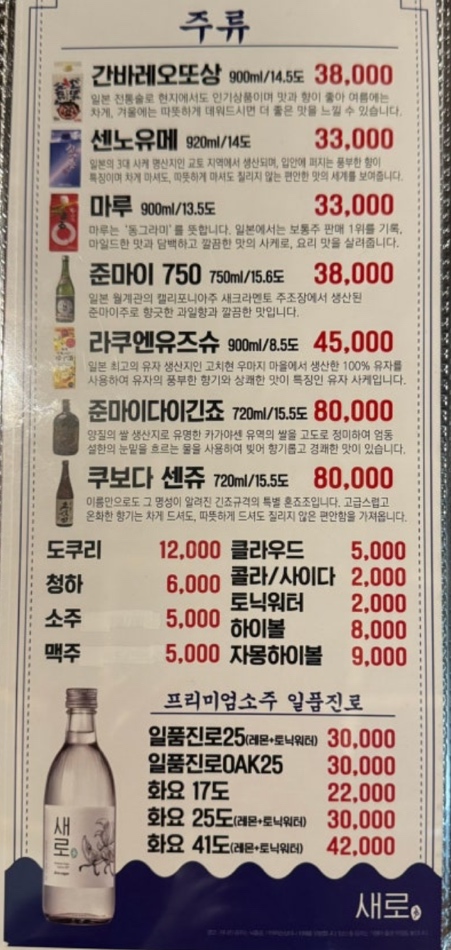 주류
간바레오또상 900ml/14.5도 38,000
일본 전통술로 현지에서도 인기상품이며 맛과 향이 좋아 여름에는
차게, 겨울에는 따뜻하게 데워드시면 더 좋은 맛을 느낄 수 있습니다.
센노유메 920ml/14도 33,000
일본의 3대 사케 명산지인 교토 지역에서 생산되며, 입안에 퍼지는 풍부한 향이
특징이며 차게 마셔도, 따뜻하게 마셔도 질리지 않는 편안한 맛의 세계를 보여줍니다.
마루 900ml/13.5도 33,000
마루는 '동그라미'를 뜻합니다. 일본에서는 보통주 판매 1위를 기록,
마일드한 맛과 담백하고 깔끔한 맛의 사케로, 요리 맛을 살려줍니다.
준마이 750 750ml/15.6도 38,000
일본 월계관의 캘리포니아주 새크라멘토 주조장에서 생산된
준마이주로 향긋한 과일향과 깔끔한 맛입니다.
라쿠엔유즈슈 900ml/8.5도 45,000
일본 최고의 유자 생산지인 고치현 우마지 마을에서 생산한 100% 유자를
사용하여 유자의 풍부한 향기와 상쾌한 맛이 특징인 유자 사케입니다.
준마이다이긴죠 720ml/15.5도 80,000
양질의 쌀 생산지로 유명한 카가야센 유역의 쌀을 고도로 정미하여 엄동
설한의 눈밑을 흐르는 물을 사용하여 빚어 향기롭고 경쾌한 맛이 있습니다.
쿠보다 센쥬 720ml/15.5도 80,000
이름만으로도 그 명성이 알려진 긴죠규격의 특별 혼죠조입니다. 고급스럽고
온화한 향기는 차게 드셔도, 따뜻하게 드셔도 질리지 않은 편안함을 가져옵니다.
도쿠리 12,000
청하 6,000
소주 5,000
맥주 5,000
클라우드 5,000
콜라/사이다 2,000
토닉워터 2,000
하이볼 8,000
자몽하이볼 9,000
프리미엄소주 일품진로
일품진로25(레몬+토닉워터) 30,000
일품진로OAK25 30,000
화요 17도 22,000
화요 25도(레몬+토닉워터) 30,000
화요 41도(레몬+토닉워터) 42,000
새로
새로